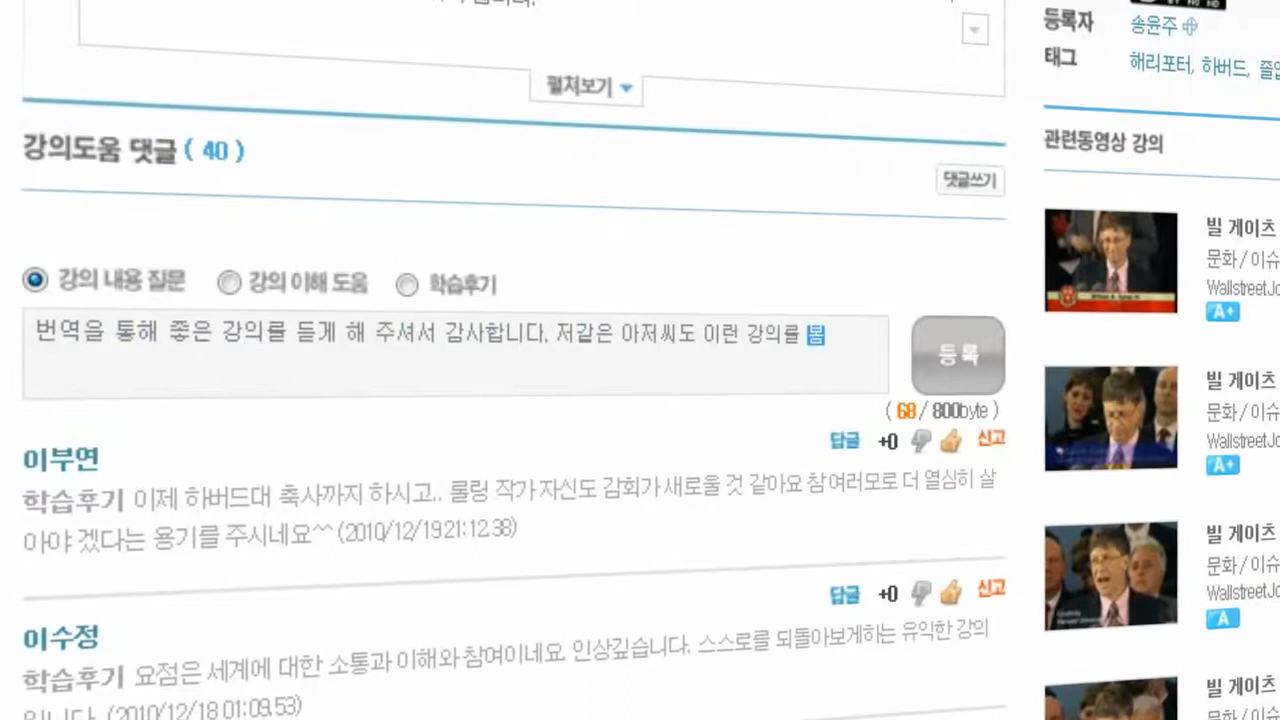 등록자 송윤주
태그 해리포터, 하버드,
펼쳐보기
강의도움 댓글 ( 40 )
댓글쓰기
강의 내용 질문 강의 이해 도움 학습후기
번역을 통해 좋은 강의를 듣게 해 주셔서 감사합니다. 저같은 아저씨도 이런 강의를 봄
등록
( 68 / 800byte )
이부연
답글 +0 신고
학습후기 이제 하버드대 축사까지 하시고.. 롤링 작가자신도 감회가 새로울 것 같아요 참 여러모로 더 열심히 살
아야 겠다는 용기를 주시네요^^ (2010/12/19 21:12.38)
이수정
답글 +0 신고
학습후기 요점은 세계에 대한 소통과 이해와 참여이네요. 인상깊습니다. 스스로를 되돌아보게하는 유익한 강의
입니다. (2010/12/18 01:09.53)
관련동영상 강의
빌 게이츠
문화/이슈
WallstreetJo
A+
빌 게이츠
문화/이슈
WallstreetJo
A+
빌 게이츠
문화/이슈
WallstreetJo
A
빌 게이츠